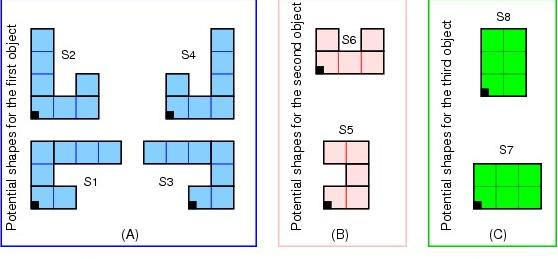 Potential shapes for the first object
S2
S4
S1
S3
(A)
Potential shapes for the second object
S6
S5
(B)
Potential shapes for the third object
S8
S7
(C)